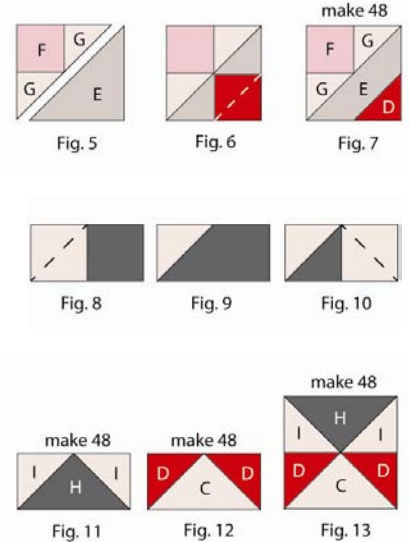 make 48
F G
G E
F G
G E
D
Fig. 5 Fig. 6 Fig. 7
Fig. 8 Fig. 9 Fig. 10
make 48
make 48 make 48
H
I I
I H I
D D
D C D
C
Fig. 11 Fig. 12 Fig. 13